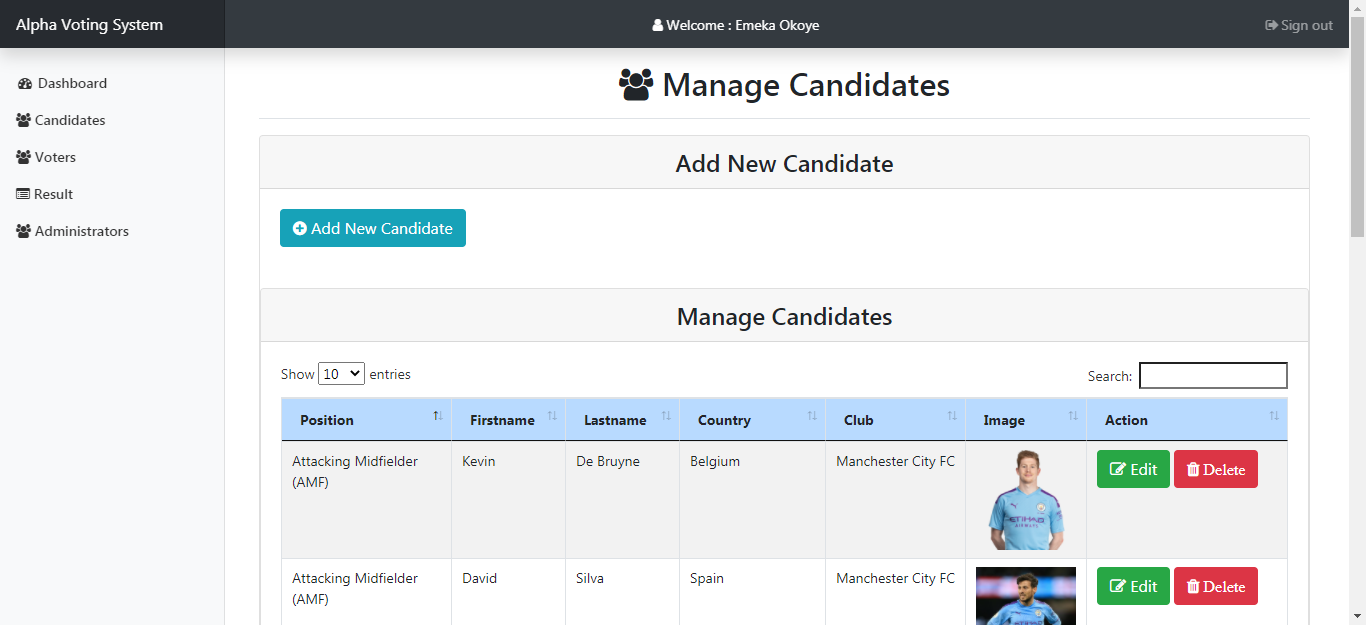 Alpha Voting System
Welcome : Emeka Okoye
Sign out
Dashboard
Candidates
Voters
Result
Administrators
Manage Candidates
Add New Candidate
Add New Candidate
Manage Candidates
Show 10 entries
Search:
Position Firstname Lastname Country Club Image Action
Attacking Midfielder (AMF) Kevin De Bruyne Belgium Manchester City FC ETIHAD AIRWAYS Edit Delete
Attacking Midfielder (AMF) David Silva Spain Manchester City FC Edit Delete